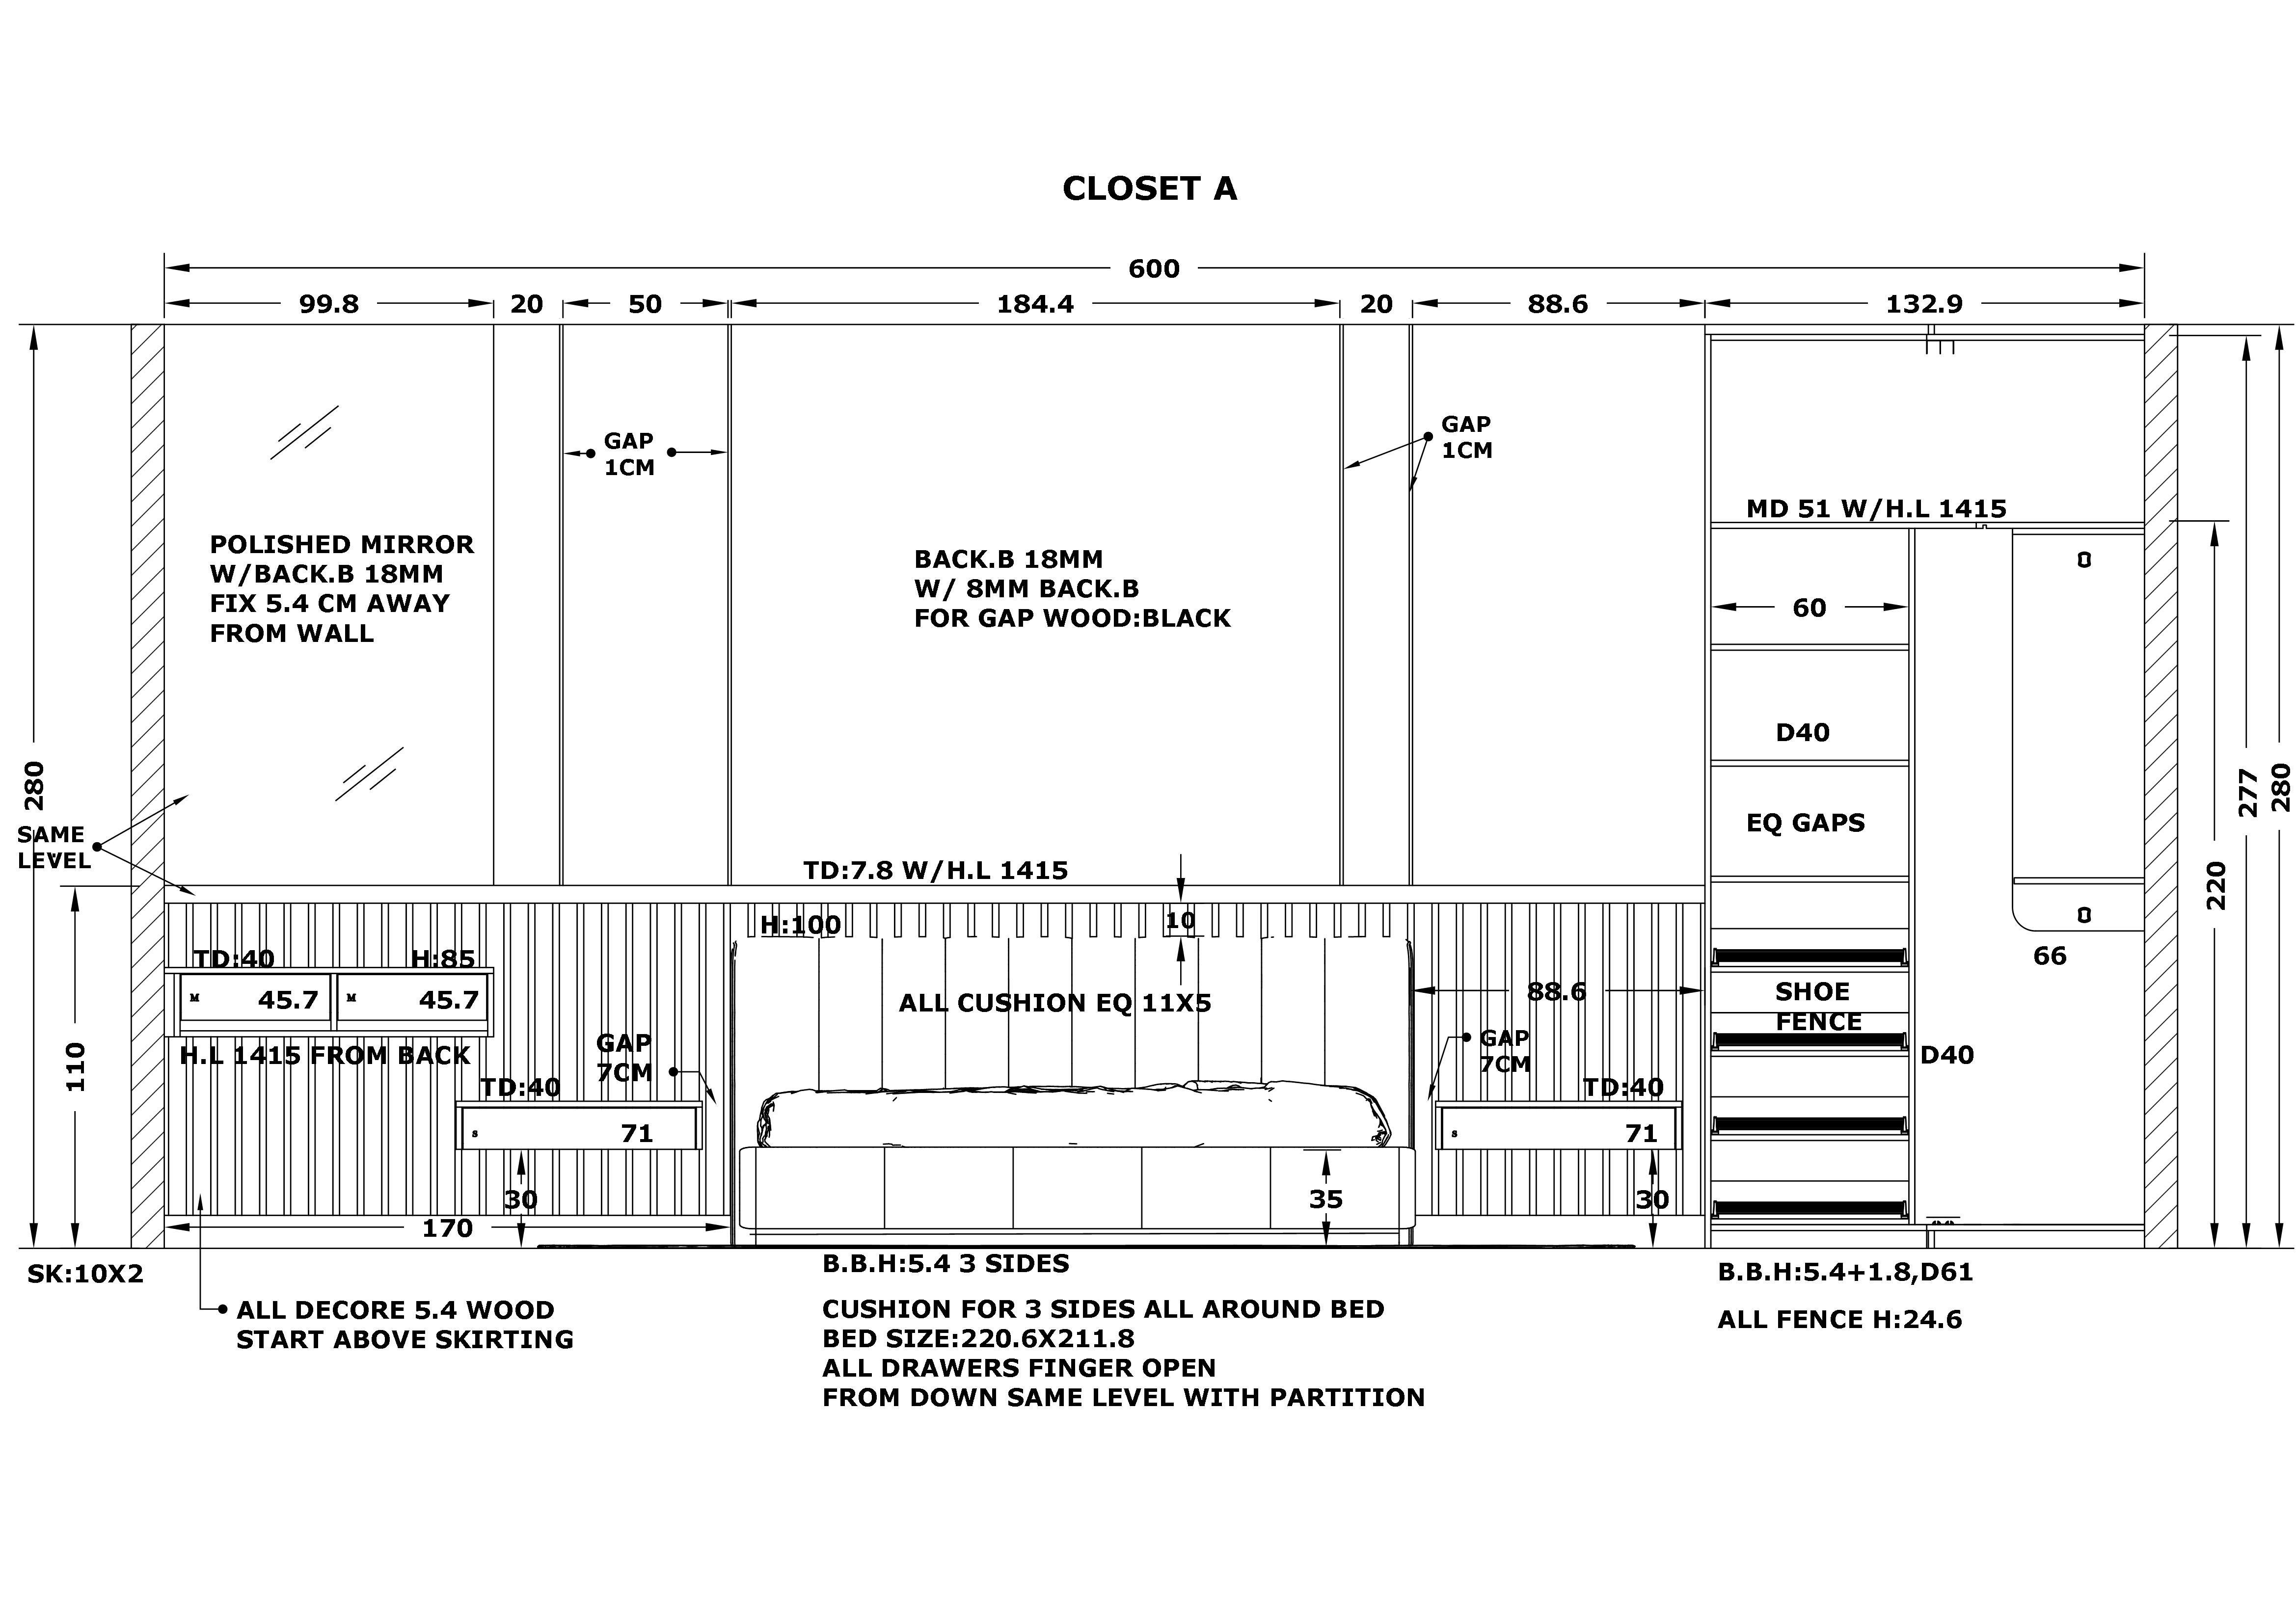 CLOSET A
600
99.8
20
50
184.4
20
88.6
132.9
GAP
1CM
GAP
1CM
MD 51 W/H.L 1415
POLISHED MIRROR
W/BACK.B 18MM
FIX 5.4 CM AWAY
FROM WALL
BACK.B 18MM
W/ 8MM BACK.B
FOR GAP WOOD:BLACK
60
D40
280
277
280
SAME
LEVEL
EQ GAPS
TD:7.8 W/H.L 1415
220
H:100
10
TD:40
H:85
66
M
45.7
M
45.7
ALL CUSHION EQ 11X5
88.6
SHOE
FENCE
H.L 1415 FROM BACK
GAP
7CM
GAP
7CM
D40
110
TD:40
TD:40
S
71
S
71
30
35
30
170
SK:10X2
B.B.H:5.4 3 SIDES
B.B.H:5.4+1.8,D61
ALL DECORE 5.4 WOOD
START ABOVE SKIRTING
CUSHION FOR 3 SIDES ALL AROUND BED
BED SIZE:220.6X211.8
ALL DRAWERS FINGER OPEN
FROM DOWN SAME LEVEL WITH PARTITION
ALL FENCE H:24.6